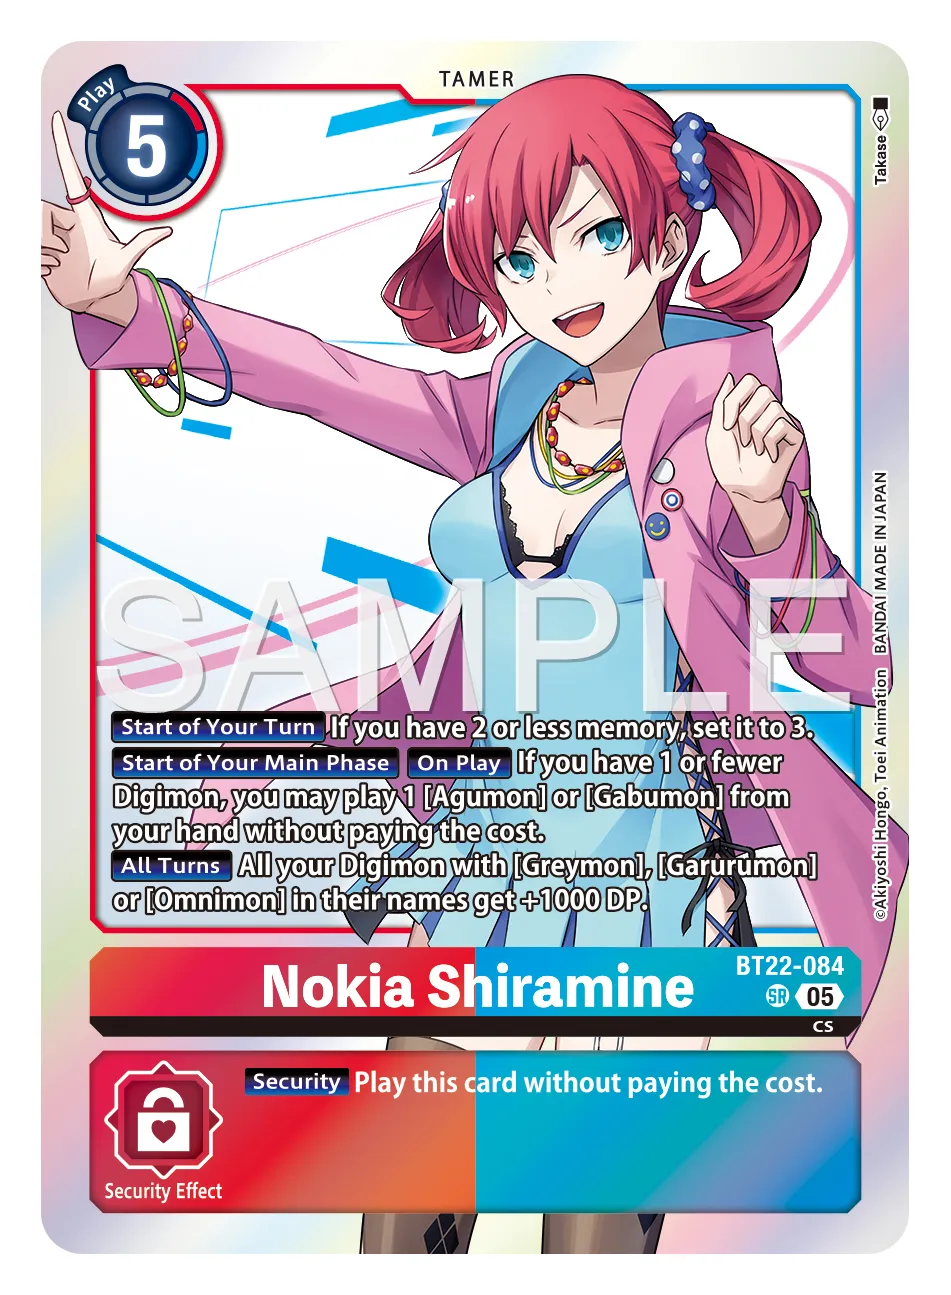 TAMER
Play
5
Takase
SAMPLE
Start of Your Turn If you have 2 or less memory, set it to 3.
Start of Your Main Phase On Play If you have 1 or fewer
Digimon, you may play 1 [Agumon] or [Gabumon] from
your hand without paying the cost.
All Turns All your Digimon with [Greymon], [Garurumon]
or [Omnimon] in their names get +1000 DP.
©Akiyoshi Hongo, Toei Animation BANDAI MADE IN JAPAN
Nokia Shiramine
BT22-084
SR 05
CS
Security Play this card without paying the cost.
Security Effect